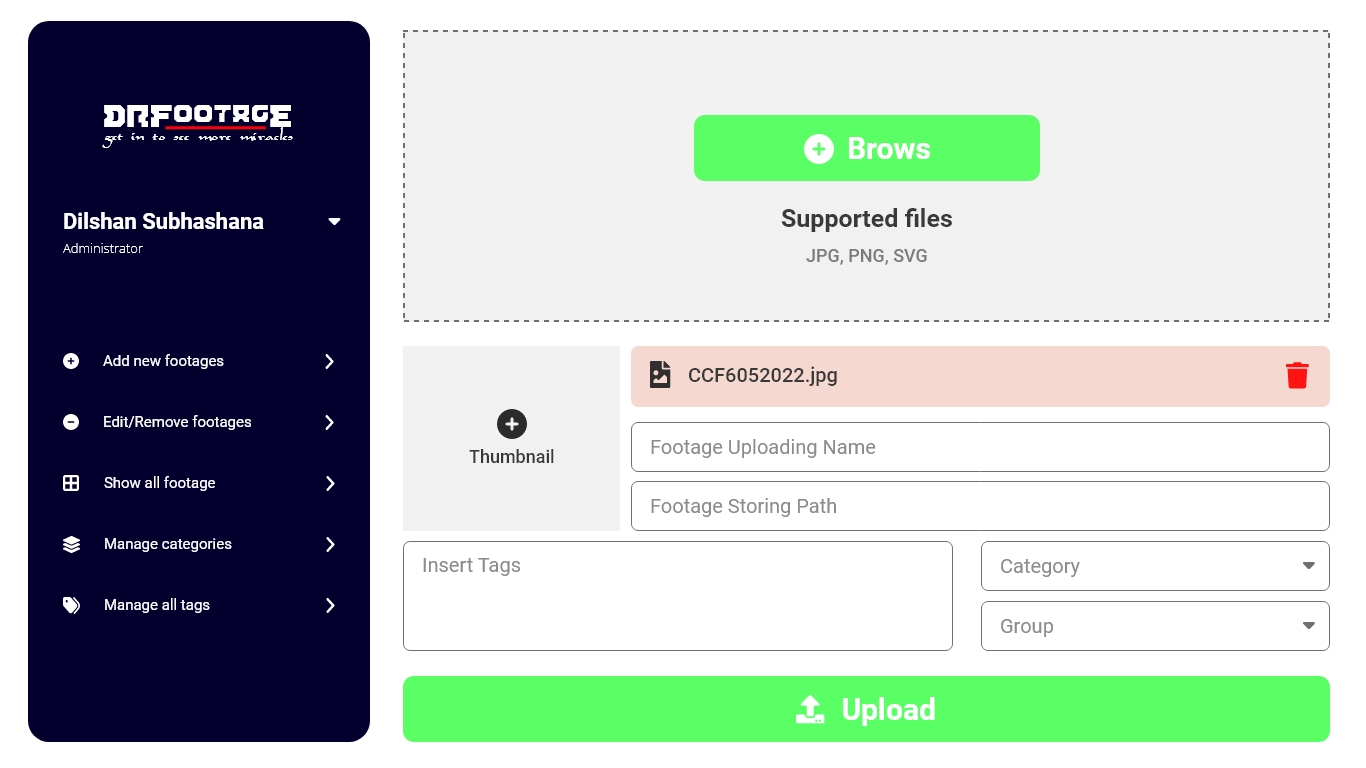 DRFOOTAGE
get in to see more miracles
Dilshan Subhashana
Administrator
Add new footages
Edit/Remove footages
Show all footage
Manage categories
Manage all tags
Brows
Supported files
JPG, PNG, SVG
Thumbnail
CCF6052022.jpg
Footage Uploading Name
Footage Storing Path
Insert Tags
Category
Group
Upload